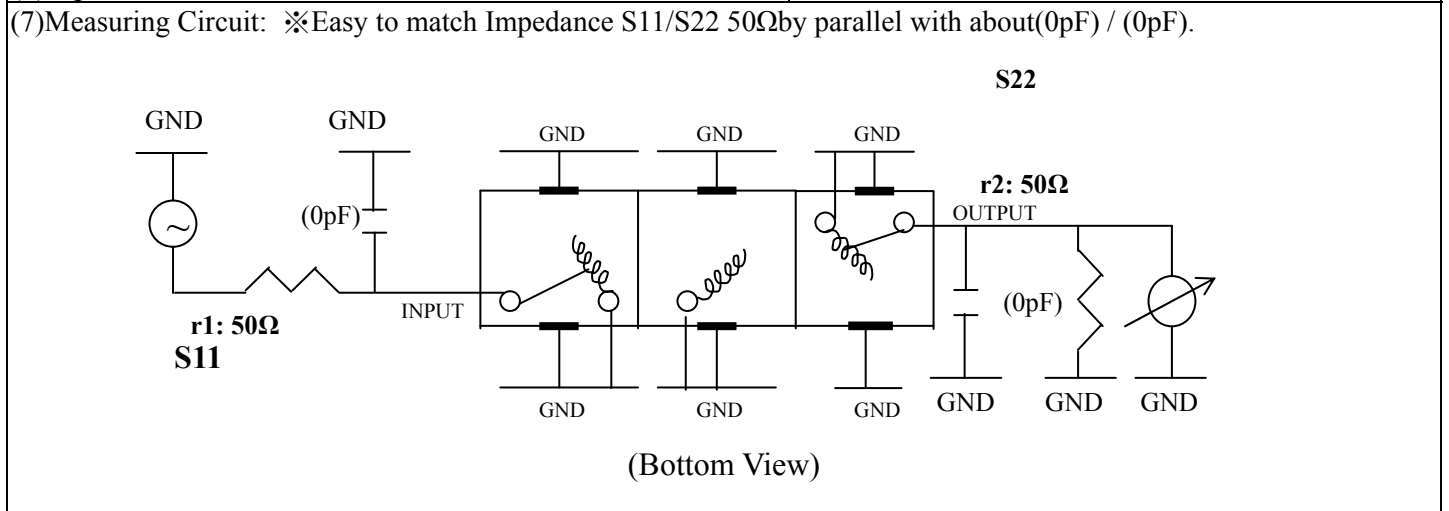 (7)Measuring Circuit: ※Easy to match Impedance S11/S22 50Ωby parallel with about(0pF) / (0pF).
S22
GND GND GND GND GND
r2: 50Ω
(0pF) OUTPUT
~
INPUT (0pF)
r1: 50Ω
S11
GND GND GND GND GND GND
(Bottom View)